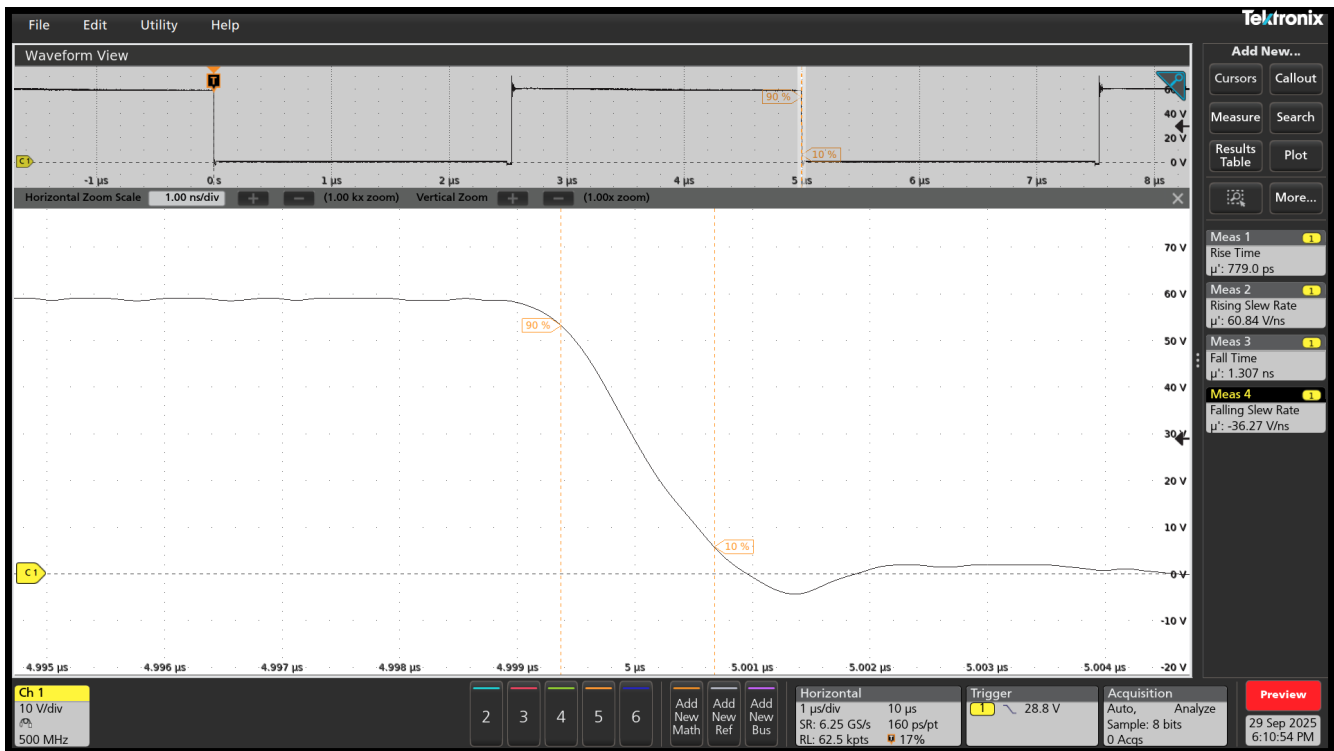 File Edit Utility Help
Tektronix
Waveform View
Add New...
Cursors Callout
Measure Search
Results Table Plot
More...
T
90 %
10 %
C1
40 V
20 V
0 V
-1 µs 0 s 1 µs 2 µs 3 µs 4 µs 5 µs 6 µs 7 µs 8 µs
Horizontal Zoom Scale 1.00 ns/div + − (1.00 kx zoom) Vertical Zoom + − (1.00x zoom) ×
70 V
60 V
90 %
50 V
40 V
30 V
20 V
10 V
10 %
C1
0 V
-10 V
-20 V
4.995 µs 4.996 µs 4.997 µs 4.998 µs 4.999 µs 5 µs 5.001 µs 5.002 µs 5.003 µs 5.004 µs
Meas 1 1
Rise Time
µ': 779.0 ps
Meas 2 1
Rising Slew Rate
µ': 60.84 V/ns
Meas 3 1
Fall Time
µ': 1.307 ns
Meas 4 1
Falling Slew Rate
µ': -36.27 V/ns
Ch 1
10 V/div
500 MHz
2 3 4 5 6
Add New Math
Add New Ref
Add New Bus
Horizontal
1 µs/div 10 µs
SR: 6.25 GS/s 160 ps/pt
RL: 62.5 kpts 17%
Trigger
1 28.8 V
Acquisition
Auto, Analyze
Sample: 8 bits
0 Acqs
Preview
29 Sep 2025
6:10:54 PM